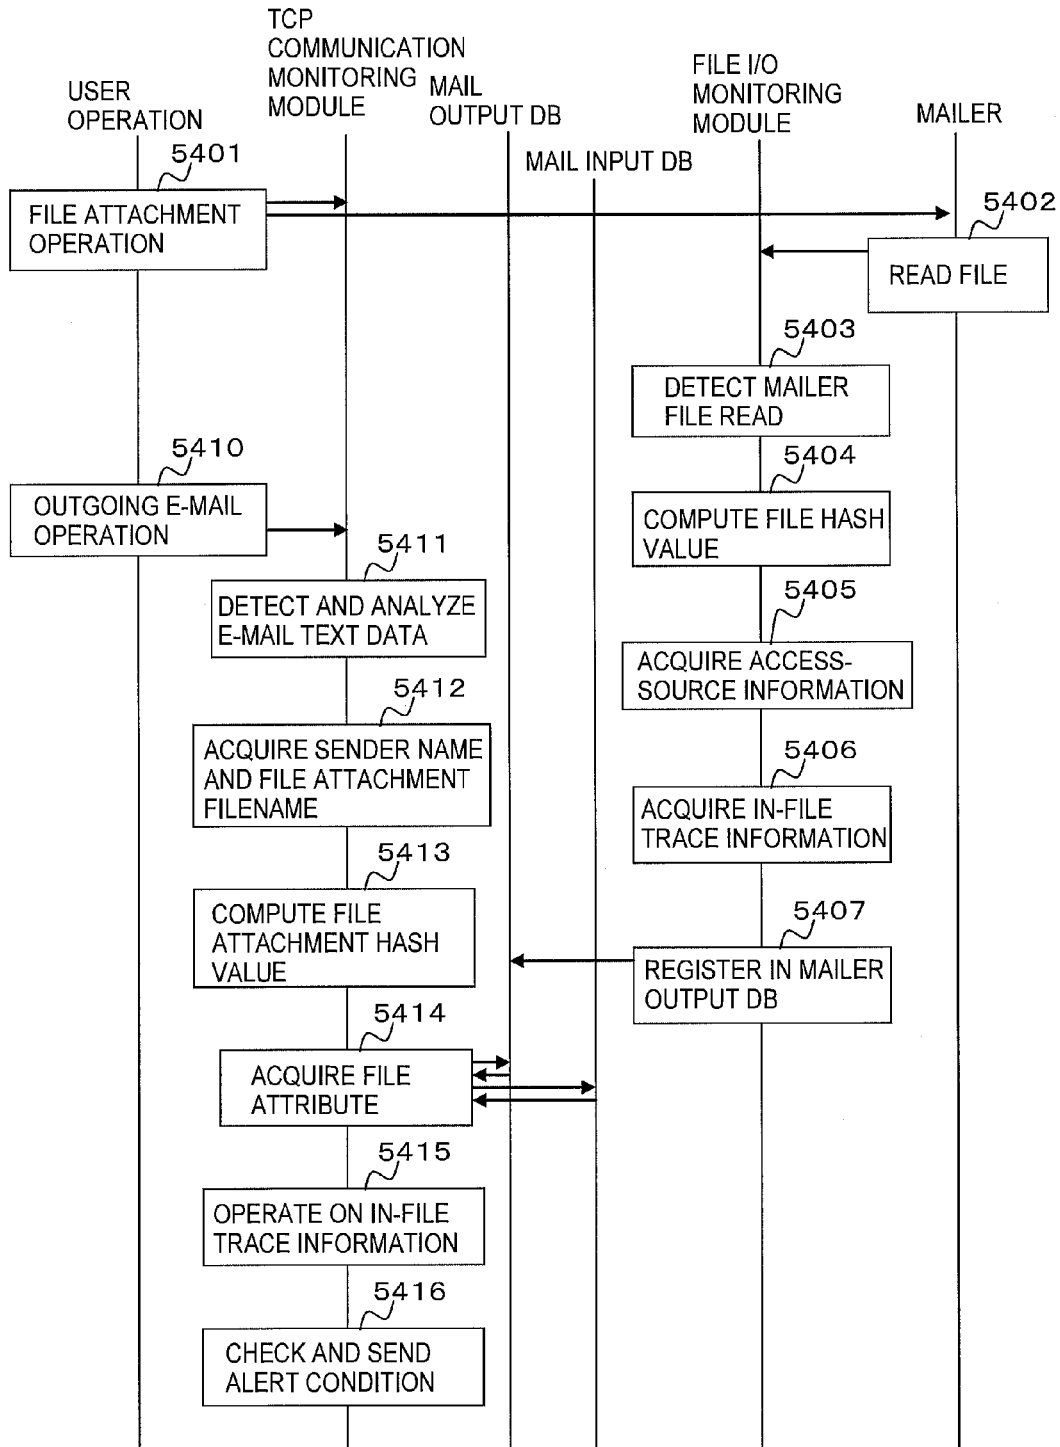 TCP
COMMUNICATION
MONITORING
MODULE
USER
OPERATION
MAIL
OUTPUT DB
MAIL INPUT DB
FILE I/O
MONITORING
MODULE
MAILER
5401
FILE ATTACHMENT
OPERATION
5402
READ FILE
5403
DETECT MAILER
FILE READ
5404
COMPUTE FILE HASH
VALUE
5410
OUTGOING E-MAIL
OPERATION
5411
DETECT AND ANALYZE
E-MAIL TEXT DATA
5405
ACQUIRE ACCESS-
SOURCE INFORMATION
5412
ACQUIRE SENDER NAME
AND FILE ATTACHMENT
FILENAME
5406
ACQUIRE IN-FILE
TRACE INFORMATION
5413
COMPUTE FILE
ATTACHMENT HASH
VALUE
5407
REGISTER IN MAILER
OUTPUT DB
5414
ACQUIRE FILE
ATTRIBUTE
5415
OPERATE ON IN-FILE
TRACE INFORMATION
5416
CHECK AND SEND
ALERT CONDITION